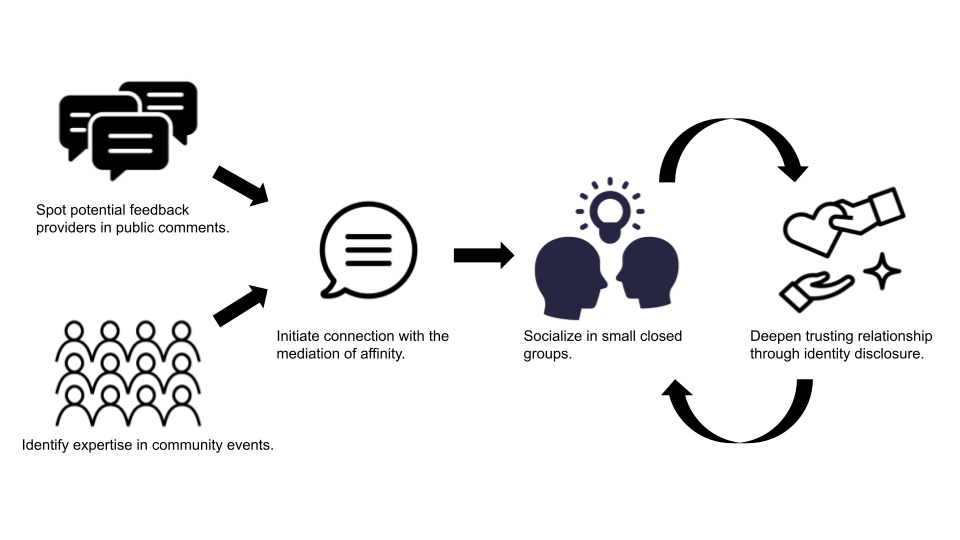 Spot potential feedback
providers in public comments.
Identify expertise in community events.
Initiate connection with the
mediation of affinity.
Socialize in small closed
groups.
Deepen trusting relationship
through identity disclosure.